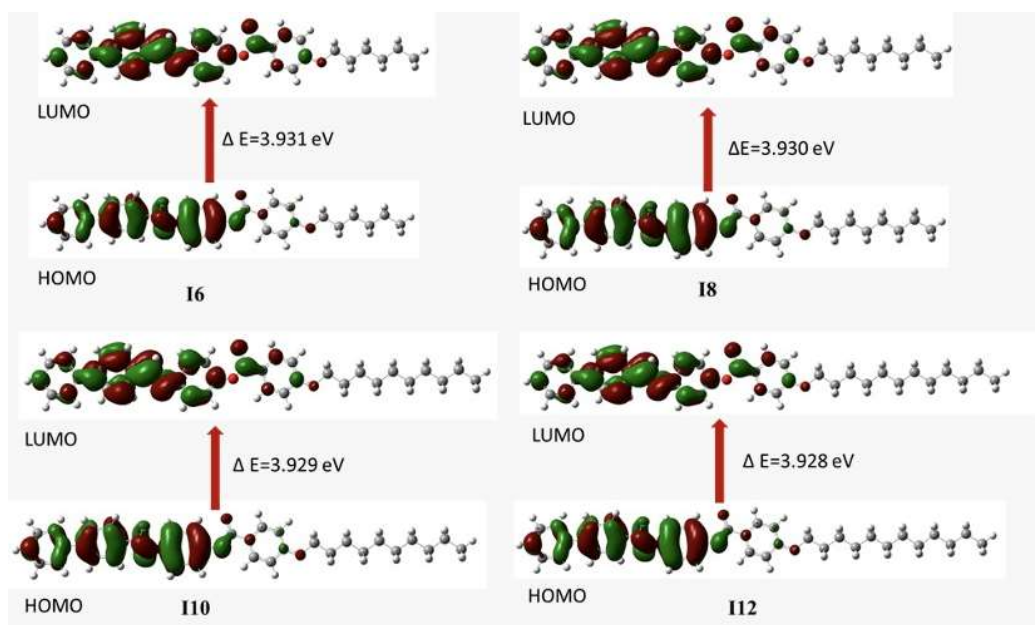 LUMO
Δ E=3.931 eV
HOMO
I6
LUMO
ΔE=3.930 eV
HOMO
I8
LUMO
Δ E=3.929 eV
HOMO
I10
LUMO
Δ E=3.928 eV
HOMO
I12